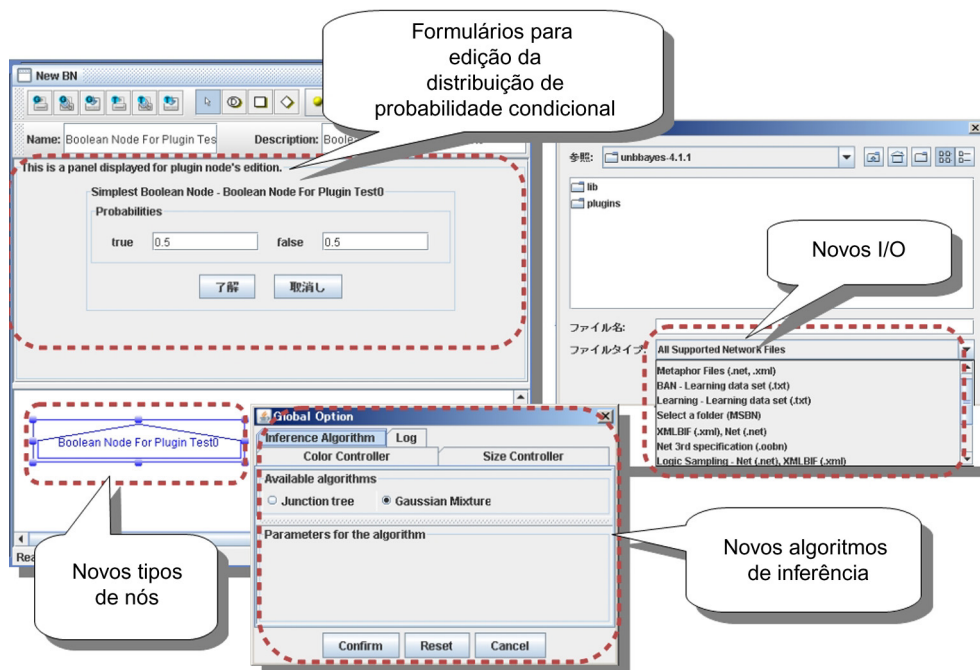 Formulários para
edição da
distribuição de
probabilidade condicional
New BN
Name: Boolean Node For Plugin Tes Description: Boole
This is a panel displayed for plugin node's edition.
Simplest Boolean Node - Boolean Node For Plugin Test0
Probabilities
true 0.5 false 0.5
了解 取消し
Boolean Node For Plugin Test0
Novos tipos
de nós
Global Option
Inference Algorithm Log
Color Controller Size Controller
Available algorithms
Junction tree Gaussian Mixture
Parameters for the algorithm
Confirm Reset Cancel
Novos algoritmos
de inferência
参照: unbbayes-4.1.1
lib
plugins
Novos I/O
ファイル名:
ファイルタイプ: All Supported Network Files
Metaphor Files (.net, .xml)
BAN - Learning data set (.txt)
Learning - Learning data set (.txt)
Select a folder (MSBN)
XMLBIF (.xml), Net (.net)
Net 3rd specification (.oobn)
Logic Sampling - Net (.net), XMLBIF (.xml)